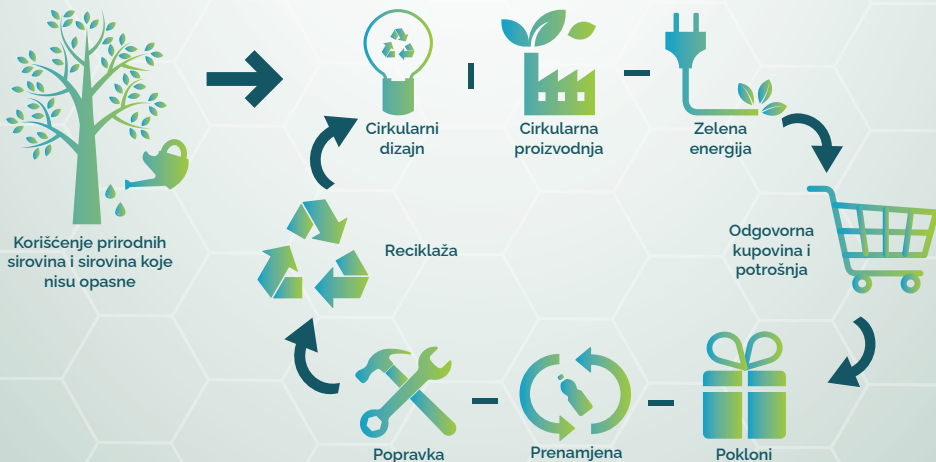 Cirkularni
dizajn
Cirkularna
proizvodnja
Zelena
energija
Korišćenje prirodnih
sirovina i sirovina koje
nisu opasne
Reciklaža
Odgovorna
kupovina i
potrošnja
Popravka
Prenamjena
Pokloni